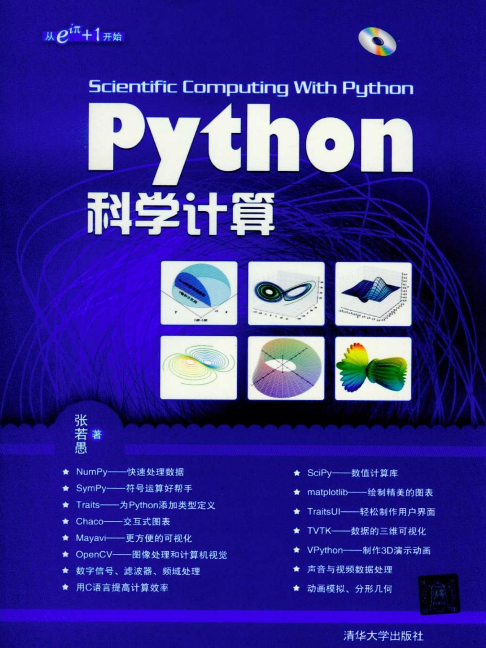 从e^{iπ}+1开始
Scientific Computing With Python
Python
科学计算
张若愚 著
★ NumPy——快速处理数据
★ SymPy——符号运算好帮手
★ Traits——为Python添加类型定义
★ Chaco——交互式图表
★ Mayavi——更方便的可视化
★ OpenCV——图像处理和计算机视觉
★ 数字信号、滤波器、频域处理
★ 用C语言提高计算效率
★ SciPy——数值计算库
★ matplotlib——绘制精美的图表
★ TraitsUI——轻松制作用户界面
★ TVTK——数据的三维可视化
★ VPython——制作3D演示动画
★ 声音与视频数据处理
★ 动画模拟、分形几何
清华大学出版社